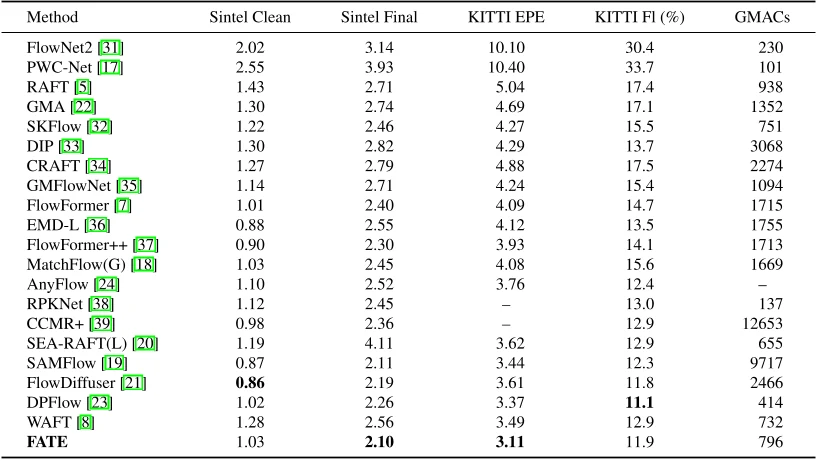 Method Sintel Clean Sintel Final KITTI EPE KITTI Fl (%) GMACs
FlowNet2 [31] 2.02 3.14 10.10 30.4 230
PWC-Net [17] 2.55 3.93 10.40 33.7 101
RAFT [5] 1.43 2.71 5.04 17.4 938
GMA [22] 1.30 2.74 4.69 17.1 1352
SKFlow [32] 1.22 2.46 4.27 15.5 751
DIP [33] 1.30 2.82 4.29 13.7 3068
CRAFT [34] 1.27 2.79 4.88 17.5 2274
GMFlowNet [35] 1.14 2.71 4.24 15.4 1094
FlowFormer [7] 1.01 2.40 4.09 14.7 1715
EMD-L [36] 0.88 2.55 4.12 13.5 1755
FlowFormer++ [37] 0.90 2.30 3.93 14.1 1713
MatchFlow(G) [18] 1.03 2.45 4.08 15.6 1669
AnyFlow [24] 1.10 2.52 3.76 12.4 –
RPKNet [38] 1.12 2.45 – 13.0 137
CCMR+ [39] 0.98 2.36 – 12.9 12653
SEA-RAFT(L) [20] 1.19 4.11 3.62 12.9 655
SAMFlow [19] 0.87 2.11 3.44 12.3 9717
FlowDiffuser [21] 0.86 2.19 3.61 11.8 2466
DPFlow [23] 1.02 2.26 3.37 11.1 414
WAFT [8] 1.28 2.56 3.49 12.9 732
FATE 1.03 2.10 3.11 11.9 796